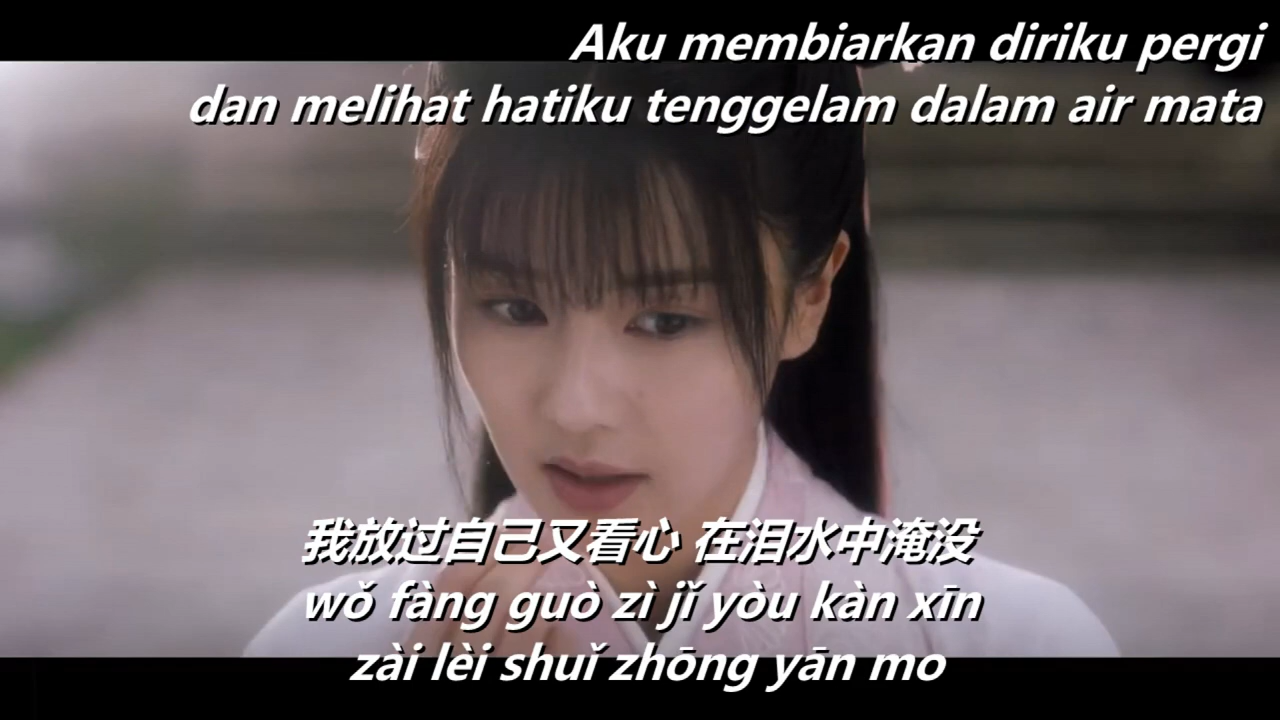 Aku membiarkan diriku pergi
dan melihat hatiku tenggelam dalam air mata
我放过自己又看心 在泪水中淹没
wǒ fàng guò zì jǐ yòu kàn xīn
zài lèi shuǐ zhōng yān mo